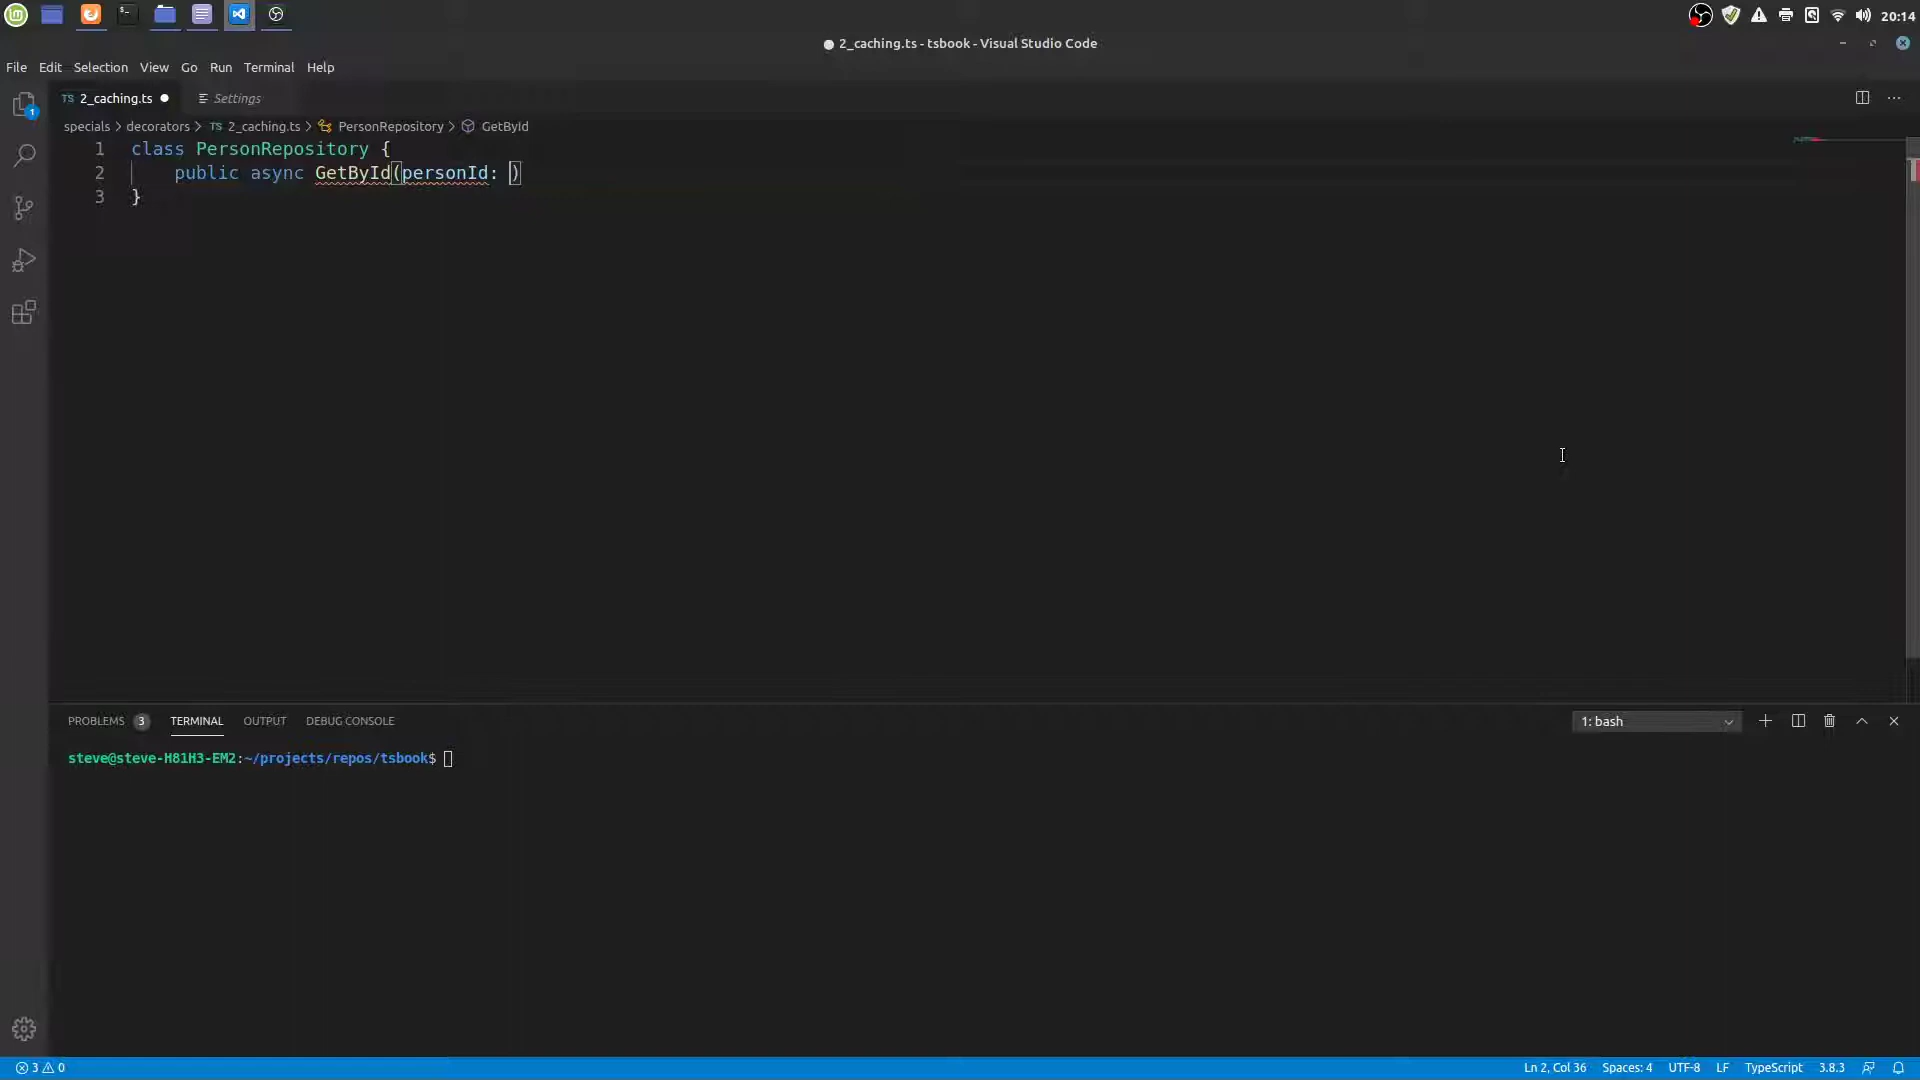 20:14
2_caching.ts - tsbook - Visual Studio Code
File Edit Selection View Go Run Terminal Help
TS 2_caching.ts Settings
1
specials > decorators > TS 2_caching.ts > PersonRepository > GetById
1 class PersonRepository {
2 public async GetById(personId: )
3 }
PROBLEMS 3 TERMINAL OUTPUT DEBUG CONSOLE 1: bash
steve@steve-H81H3-EM2:~/projects/repos/tsbook$
3 0 Ln 2, Col 36 Spaces: 4 UTF-8 LF TypeScript 3.8.3